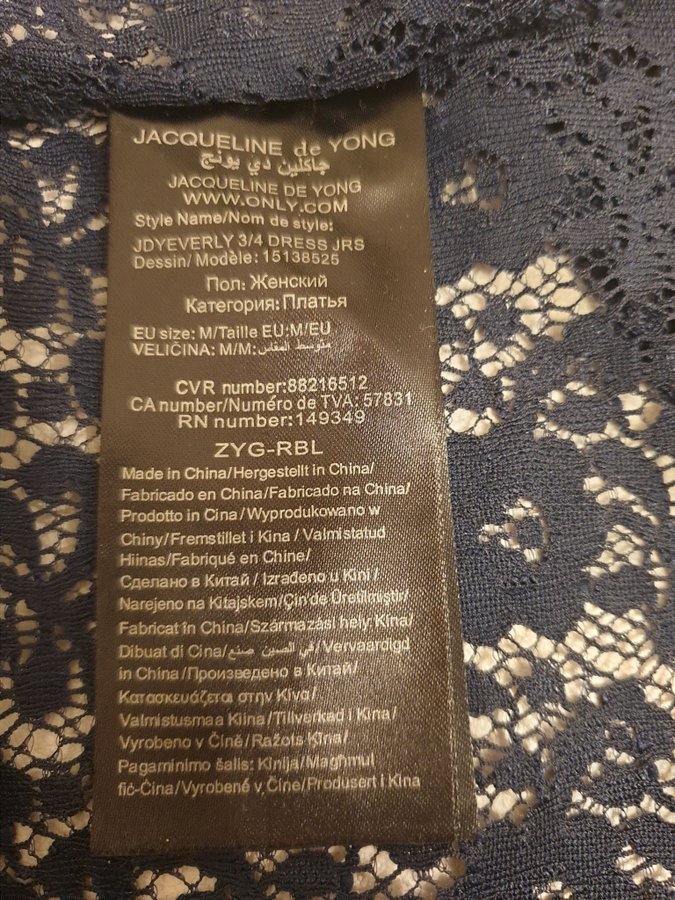 JACQUELINE de YONG
جاكلين دي يونج
JACQUELINE DE YONG
WWW.ONLY.COM
Style Name/Nom de style:
JDYEVERLY 3/4 DRESS JRS
Dessin/ Modèle: 15138525
Пол: Женский
Категория:Платья
EU size: M/Taille EU:M/EU
VELIČINA: M/M:متوسط المقاس
CVR number:88216512
CA number/Numéro de TVA: 57831
RN number:149349
ZYG-RBL
Made in China/Hergestellt in China/
Fabricado en China/Fabricado na China/
Prodotto in Cina/Wyprodukowano w
Chiny/Fremstillet i Kina / Valmistatud
Hiinas/Fabriqué en Chine/
Сделано в Китай / Izrađeno u Kini /
Narejeno na Kitajskem/Çin'de Üretilmiştir/
Fabricat în China/Származási hely: Kína/
Dibuat di Cina/في الصين صنع/Vervaardigd
in China/Произведено в Китай/
Κατασκευάζεται στην Κίνα/
Valmistusmaa Kiina/Tillverkad i Kina/
Vyrobeno v Číně/Ražots Ķīna/
Pagaminimo šalis: Kinija/Magħmul
fiċ-Ċina/Vyrobené v Číne/Produsert i Kina